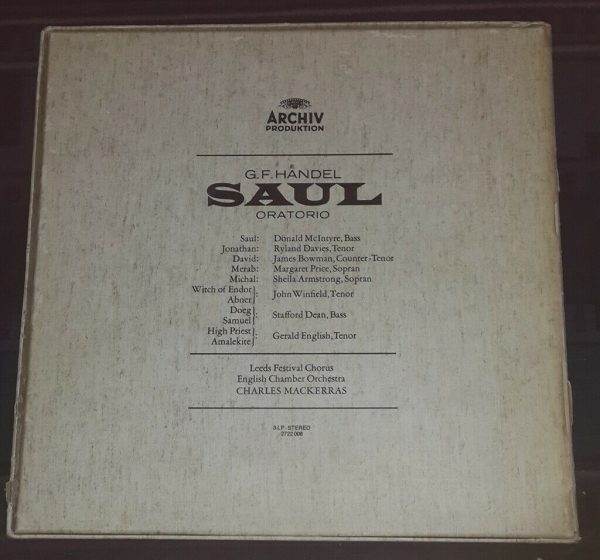 ARCHIV
PRODUKTION
G.F. HÄNDEL
SAUL
ORATORIO
Saul: Donald McIntyre, Bass
Jonathan: Ryland Davies, Tenor
David: James Bowman, Counter-Tenor
Merab: Margaret Price, Sopran
Michal: Sheila Armstrong, Sopran
Witch of Endor
Abner}: John Winfield, Tenor
Doeg
Samuel}: Stafford Dean, Bass
High Priest
Amalekite}: Gerald English, Tenor
Leeds Festival Chorus
English Chamber Orchestra
CHARLES MACKERRAS
3 LP · STEREO
2722 008